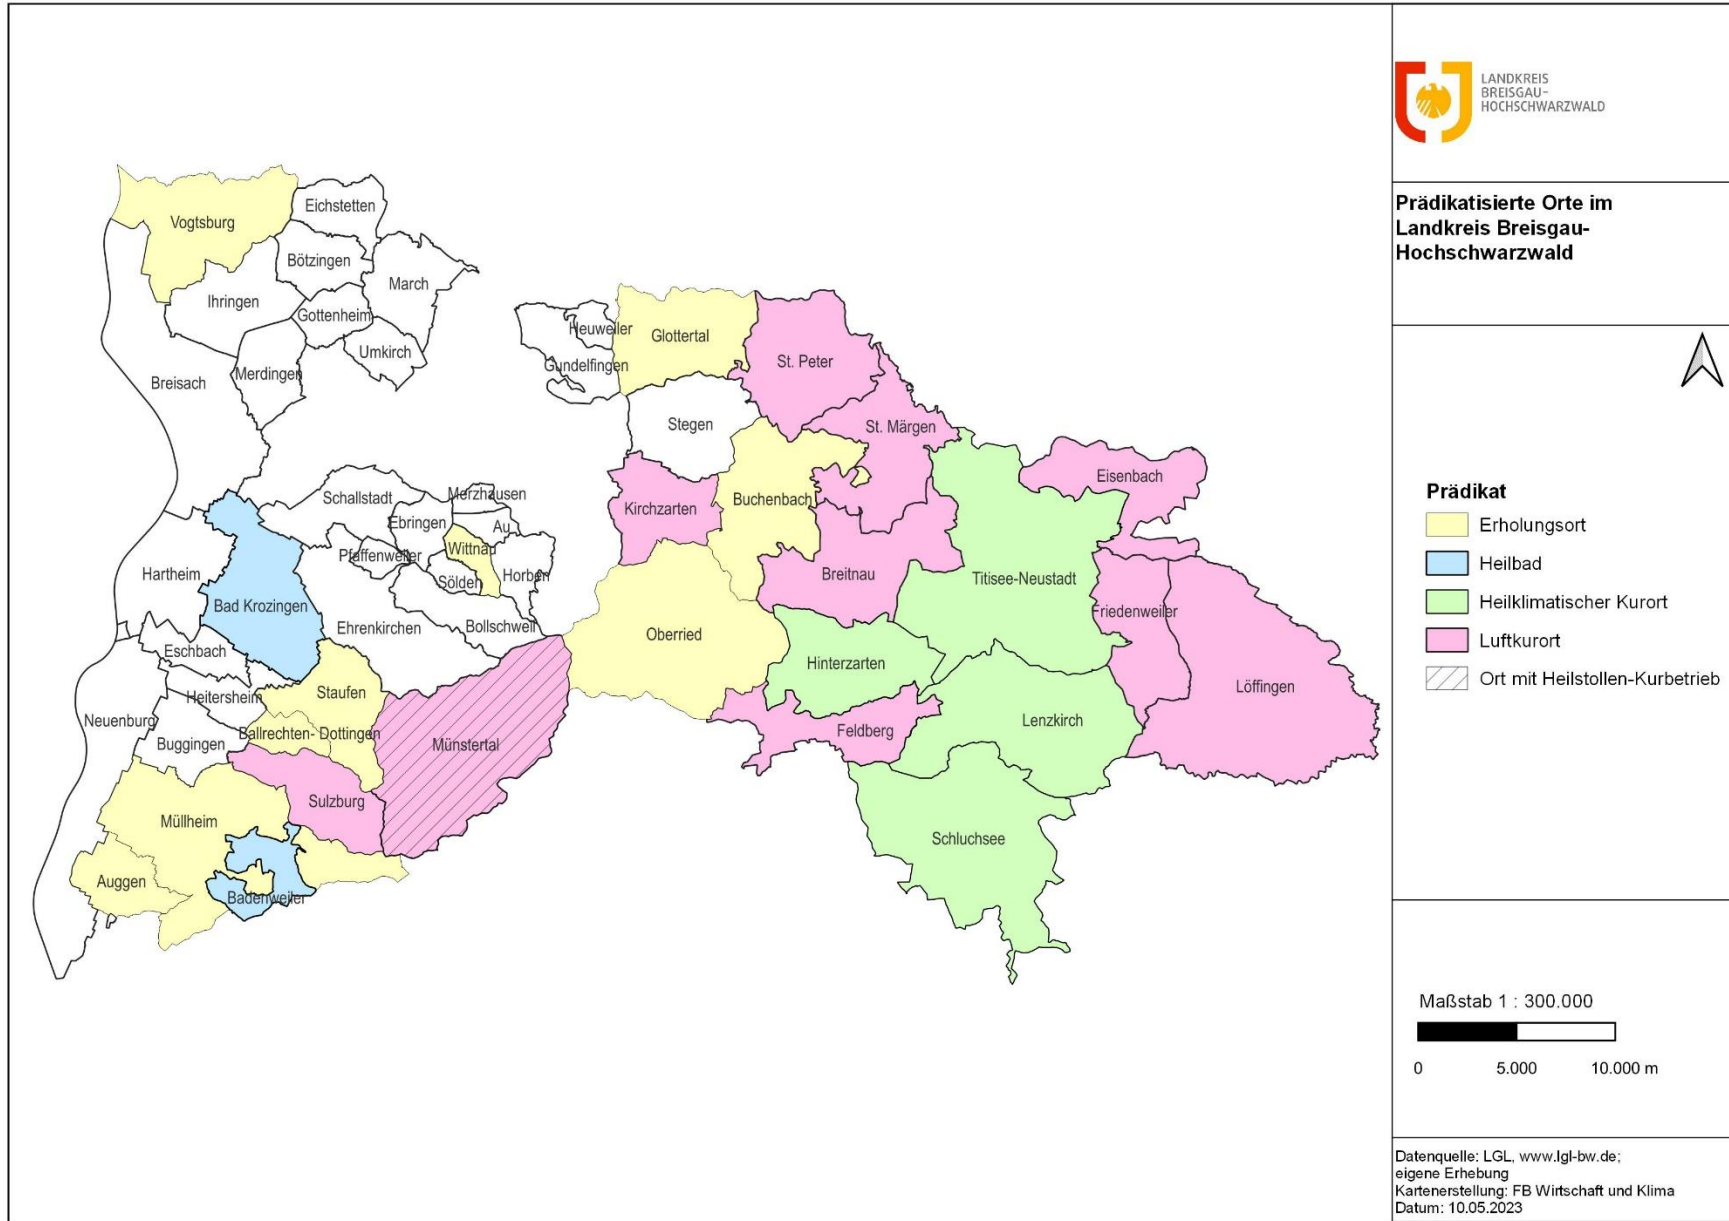 LANDKREIS
BREISGAU-
HOCHSCHWARZWALD
Prädikatisierte Orte im
Landkreis Breisgau-
Hochschwarzwald
Vogtsburg
Eichstetten
Bötzingen
March
Ihringen
Gottenheim
Umkirch
Merdingen
Breisach
Heuweiler
Gundelfingen
Glottertal
St. Peter
Stegen
St. Märgen
Eisenbach
Kirchzarten
Buchenbach
Breitnau
Titisee-Neustadt
Friedenweiler
Löffingen
Schallstadt
Merzhausen
Ebringen
Au
Wittnau
Pfaffenweiler
Sölden
Horben
Hartheim
Bad Krozingen
Ehrenkirchen
Bollschweil
Oberried
Hinterzarten
Eschbach
Heitersheim
Staufen
Neuenburg
Ballrechten- Dottingen
Buggingen
Münstertal
Feldberg
Lenzkirch
Sulzburg
Müllheim
Schluchsee
Auggen
Badenweiler
Prädikat
Erholungsort
Heilbad
Heilklimatischer Kurort
Luftkurort
Ort mit Heilstollen-Kurbetrieb
Maßstab 1 : 300.000
0 5.000 10.000 m
Datenquelle: LGL, www.lgl-bw.de;
eigene Erhebung
Kartenerstellung: FB Wirtschaft und Klima
Datum: 10.05.2023